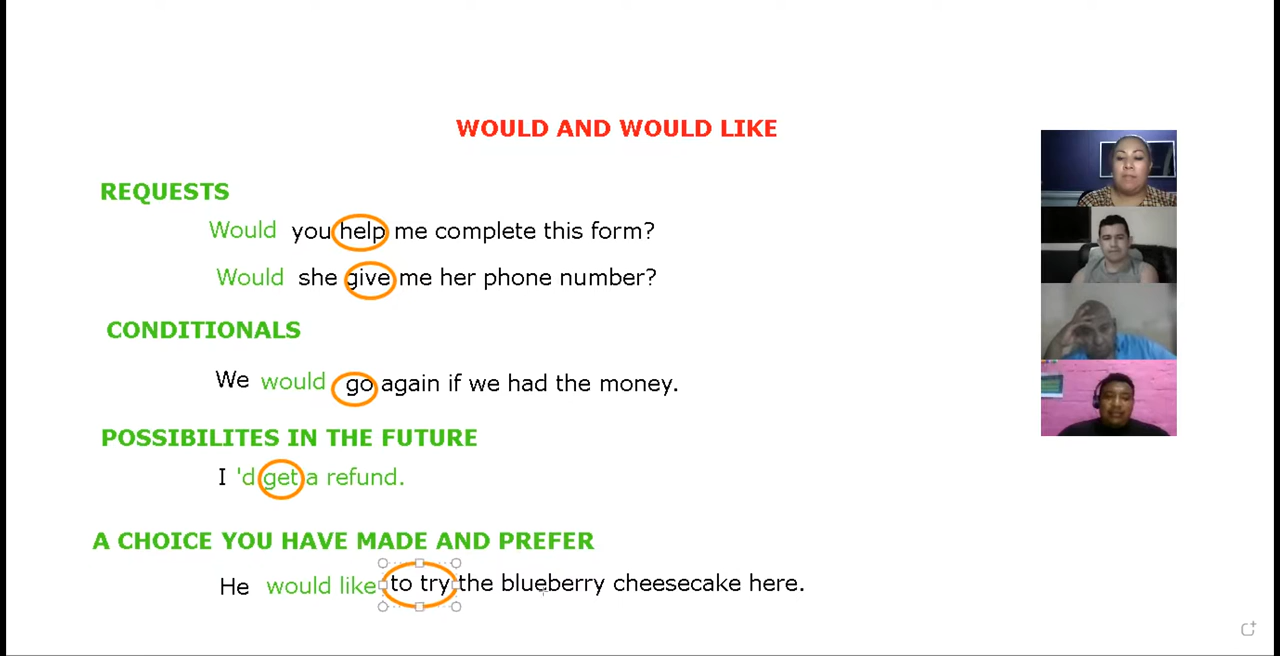 WOULD AND WOULD LIKE
REQUESTS
Would you help me complete this form?
Would she give me her phone number?
CONDITIONALS
We would go again if we had the money.
POSSIBILITES IN THE FUTURE
I 'd get a refund.
A CHOICE YOU HAVE MADE AND PREFER
He would like to try the blueberry cheesecake here.